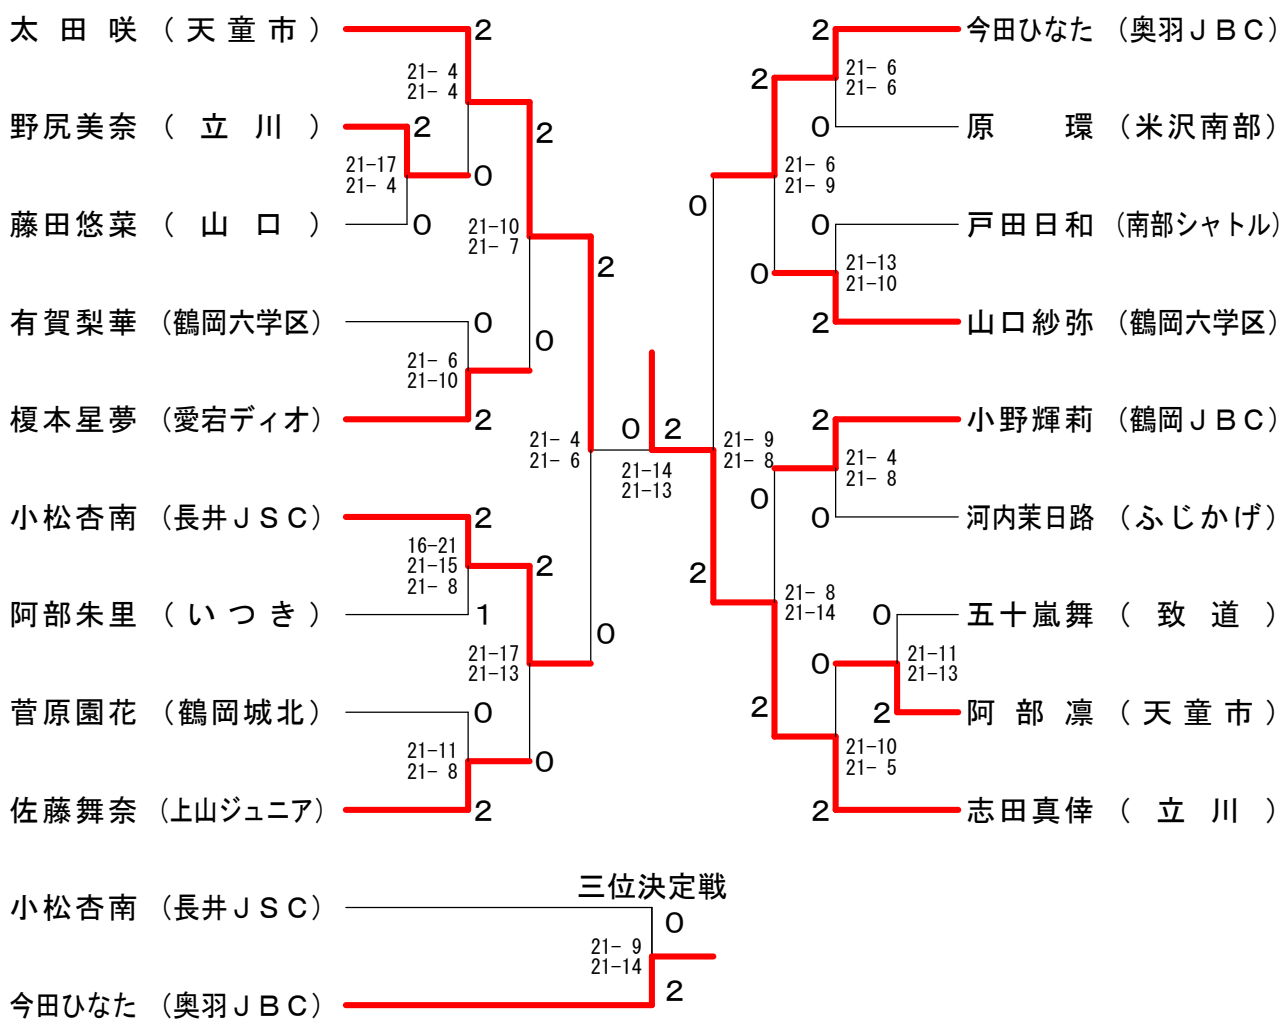 太田咲 (天童市) 2
2 今田ひなた (奥羽ＪＢＣ)
21- 4
21- 4
2
21- 6
21- 6
野尻美奈 (立川) 2
2
0 原 環 (米沢南部)
21-17
21- 4
0
21- 6
21- 9
藤田悠菜 (山口) 0
21-10
21- 7
0
0 戸田日和 (南部シャトル)
2
0
21-13
21-10
有賀梨華 (鶴岡六学区) 0
0
2 山口紗弥 (鶴岡六学区)
21- 6
21-10
榎本星夢 (愛宕ディオ) 2
2 小野輝莉 (鶴岡ＪＢＣ)
21- 4
21- 6
0 2
21-14
21-13
21- 9
21- 8
21- 4
21- 8
小松杏南 (長井ＪＳＣ) 2
0
0 河内茉日路 (ふじかげ)
16-21
21-15
21- 8
2
2
21- 8
21-14
阿部朱里 (いつき) 1
0
0 五十嵐舞 (致道)
21-17
21-13
0
21-11
21-13
菅原園花 (鶴岡城北) 0
2
2 阿部凛 (天童市)
21-11
21- 8
0
21-10
21- 5
佐藤舞奈 (上山ジュニア) 2
2 志田真倖 (立川)
三位決定戦
小松杏南 (長井ＪＳＣ) 0
21- 9
21-14
今田ひなた (奥羽ＪＢＣ) 2